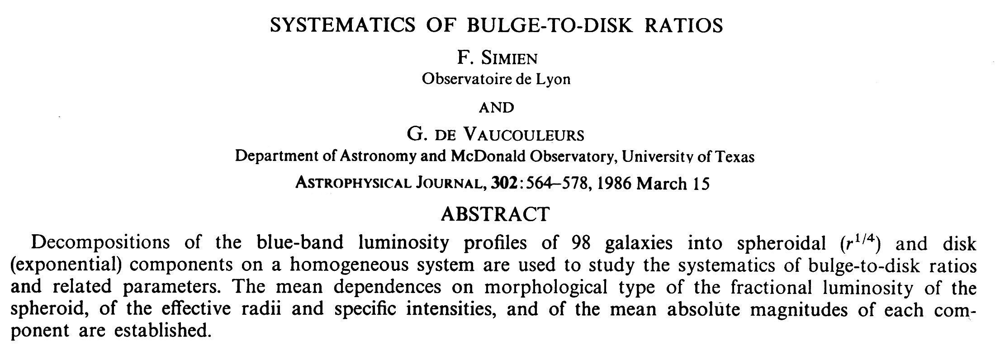 SYSTEMATICS OF BULGE-TO-DISK RATIOS
F. SIMIEN
Observatoire de Lyon
AND
G. DE VAUCOULEURS
Department of Astronomy and McDonald Observatory, University of Texas
ASTROPHYSICAL JOURNAL, 302:564–578, 1986 March 15
ABSTRACT
Decompositions of the blue-band luminosity profiles of 98 galaxies into spheroidal (r^1/4) and disk
(exponential) components on a homogeneous system are used to study the systematics of bulge-to-disk ratios
and related parameters. The mean dependences on morphological type of the fractional luminosity of the
spheroid, of the effective radii and specific intensities, and of the mean absolute magnitudes of each com-
ponent are established.